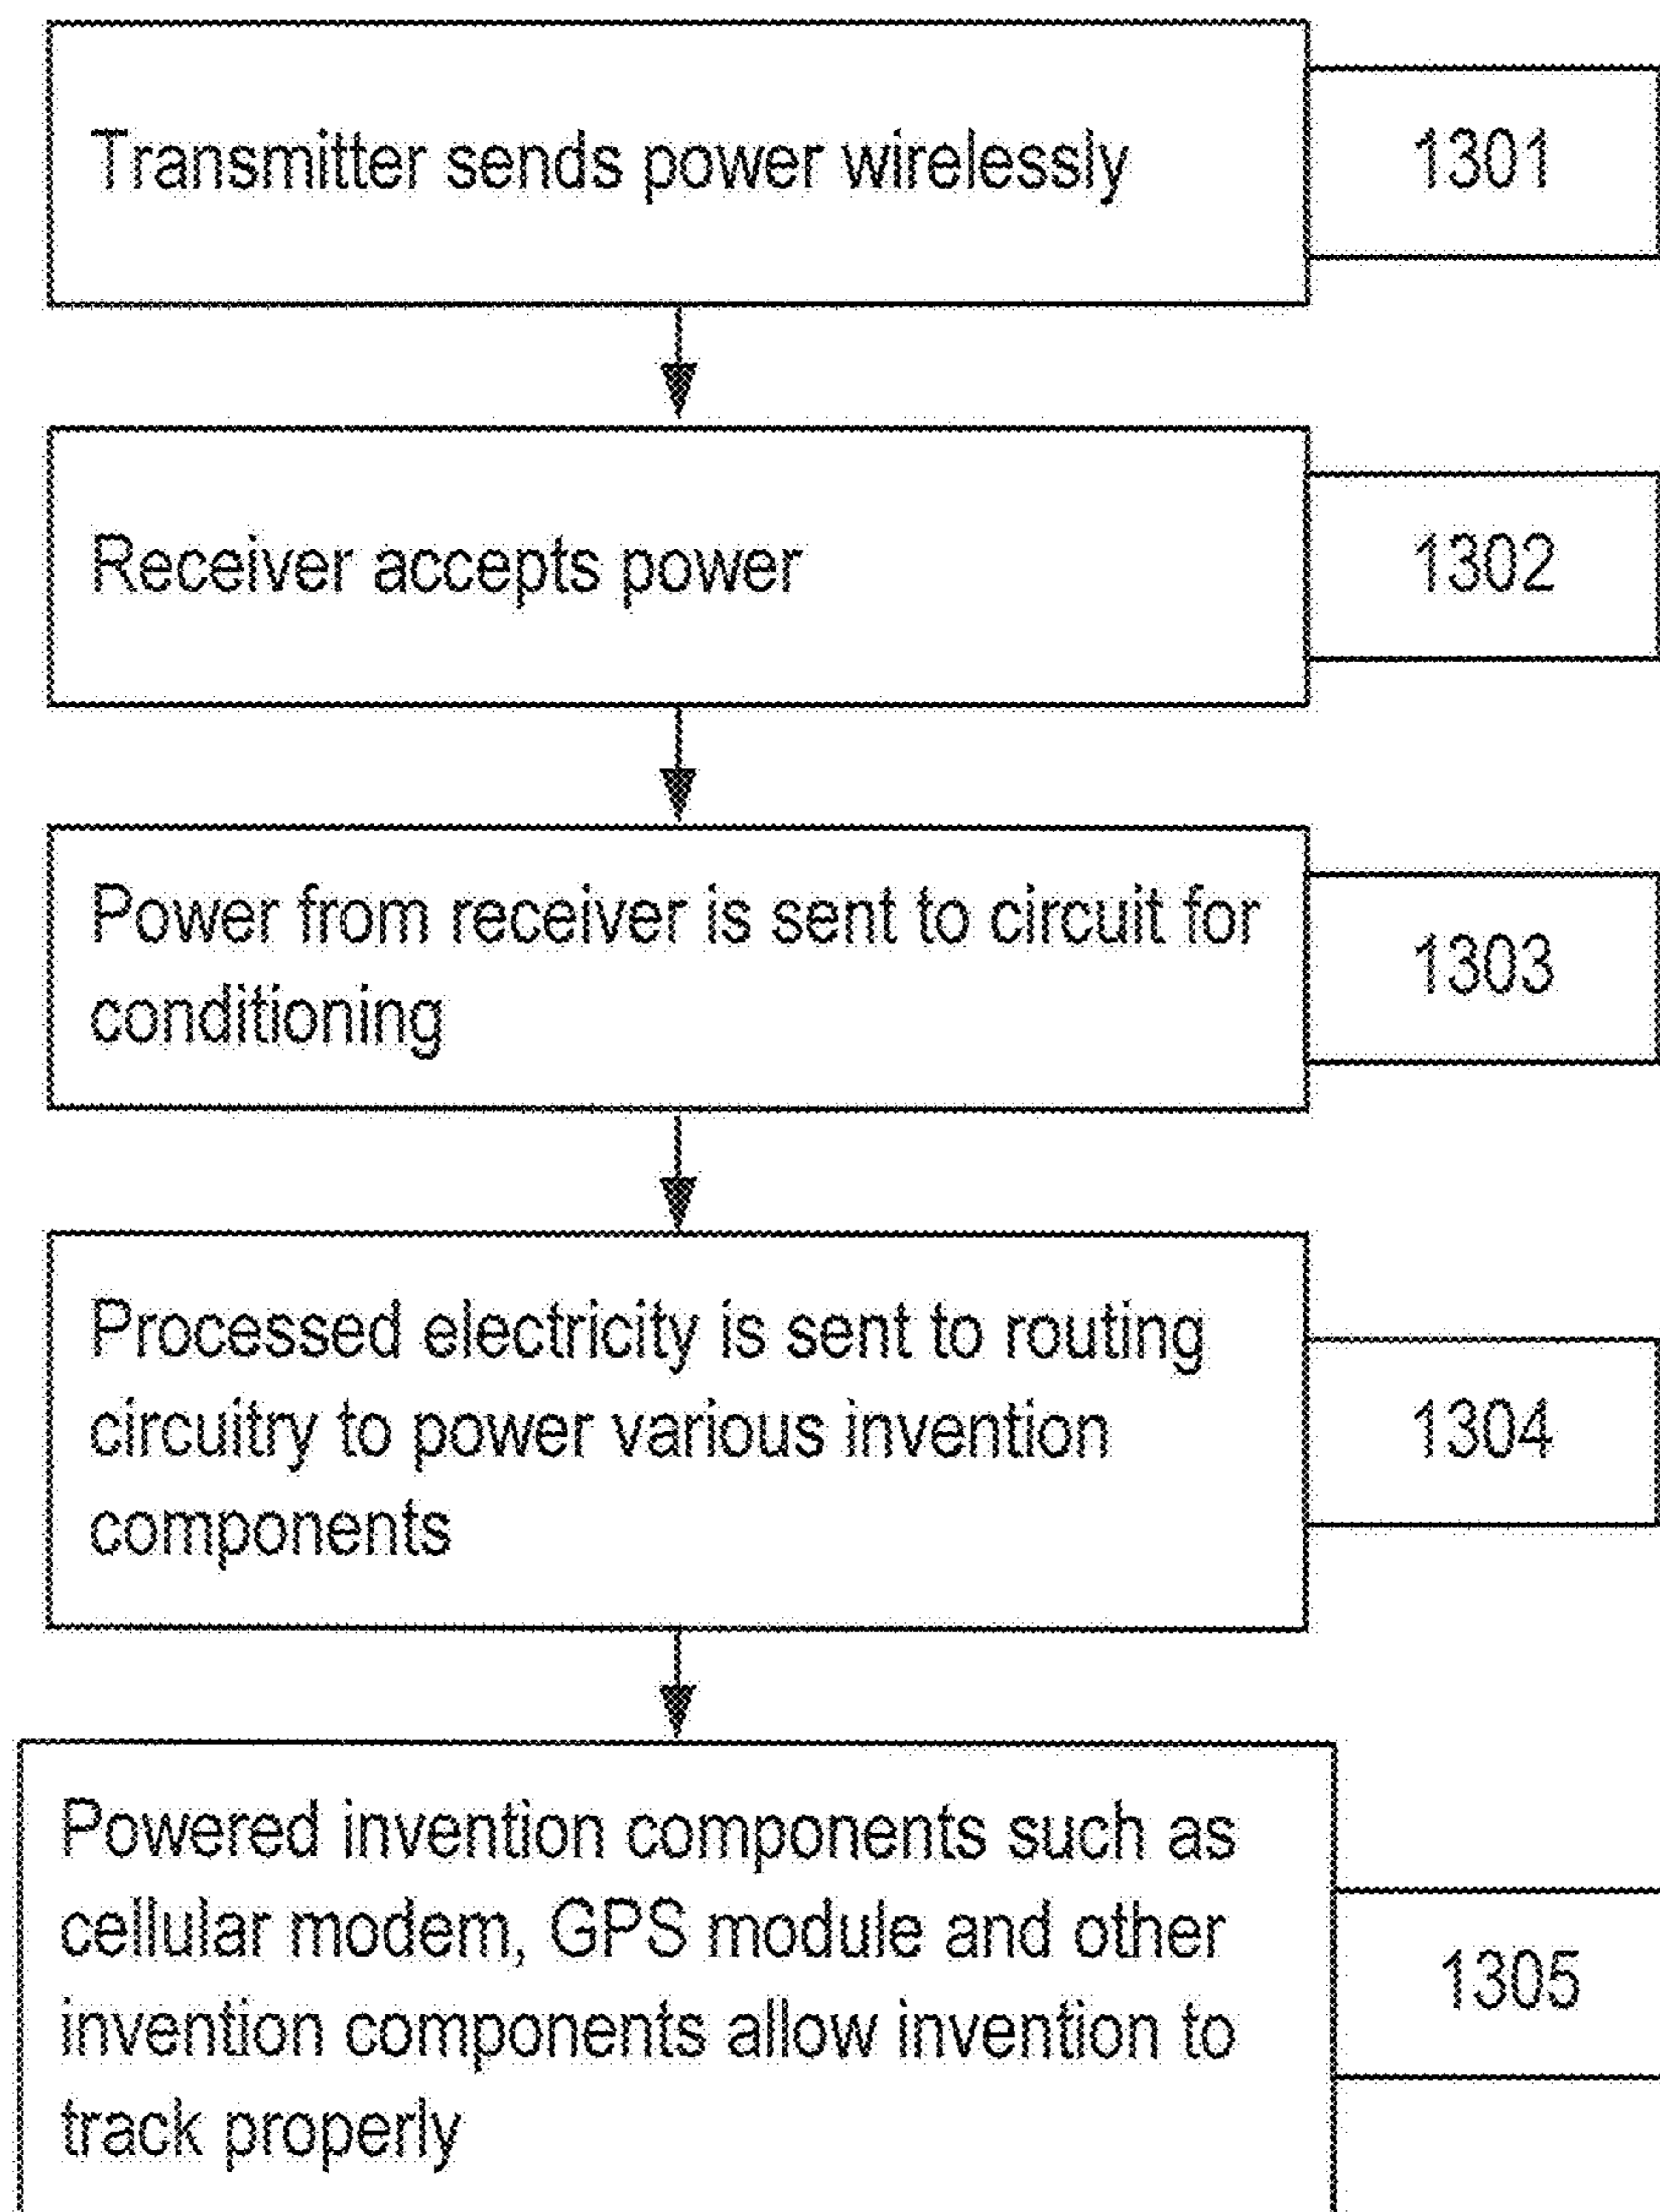 Transmitter sends power wirelessly
1301
Receiver accepts power
1302
Power from receiver is sent to circuit for
conditioning
1303
Processed electricity is sent to routing
circuitry to power various invention
components
1304
Powered invention components such as
cellular modem, GPS module and other
invention components allow invention to
track properly
1305